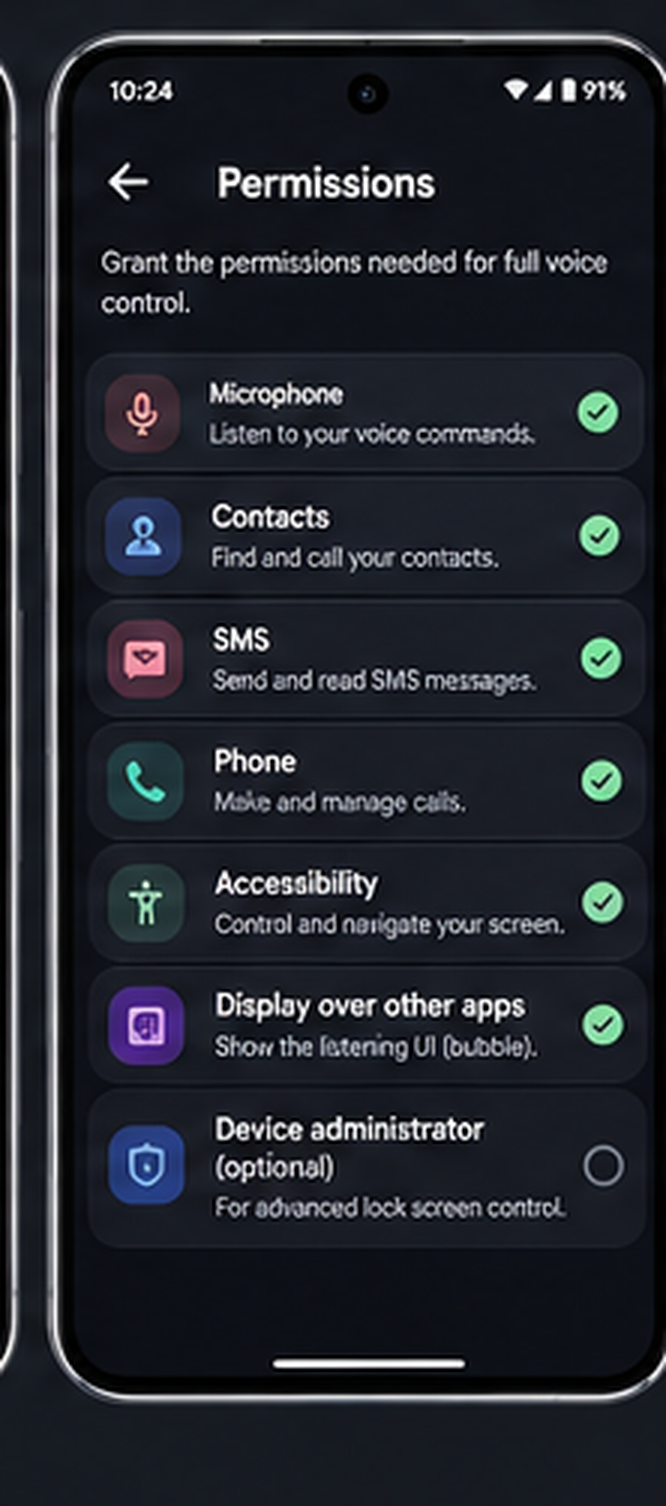 10:24
91%
Permissions
Grant the permissions needed for full voice
control.
Microphone
Listen to your voice commands.
Contacts
Find and call your contacts.
SMS
Send and read SMS messages.
Phone
Make and manage calls.
Accessibility
Control and navigate your screen.
Display over other apps
Show the listening UI (bubble).
Device administrator
(optional)
For advanced lock screen control.